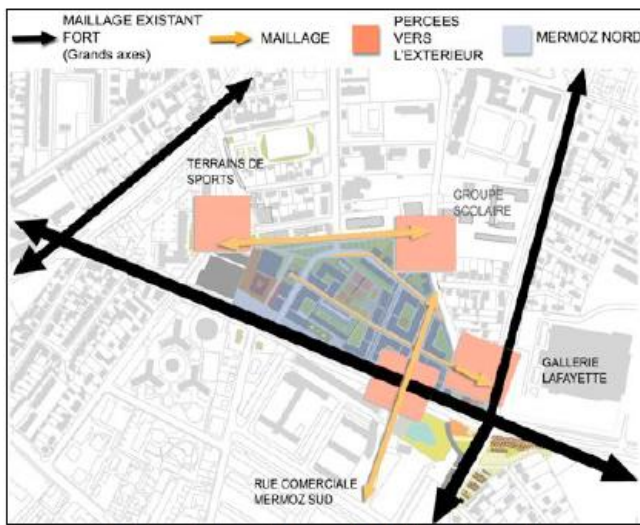 MAILLAGE EXISTANT
FORT
(Grands axes)
MAILLAGE
PERCEES
VERS
L'EXTERIEUR
MERMOZ NORD
TERRAINS DE
SPORTS
GROUPE
SCOLAIRE
GALLERIE
LAFAYETTE
RUE COMERCIALE
MERMOZ SUD